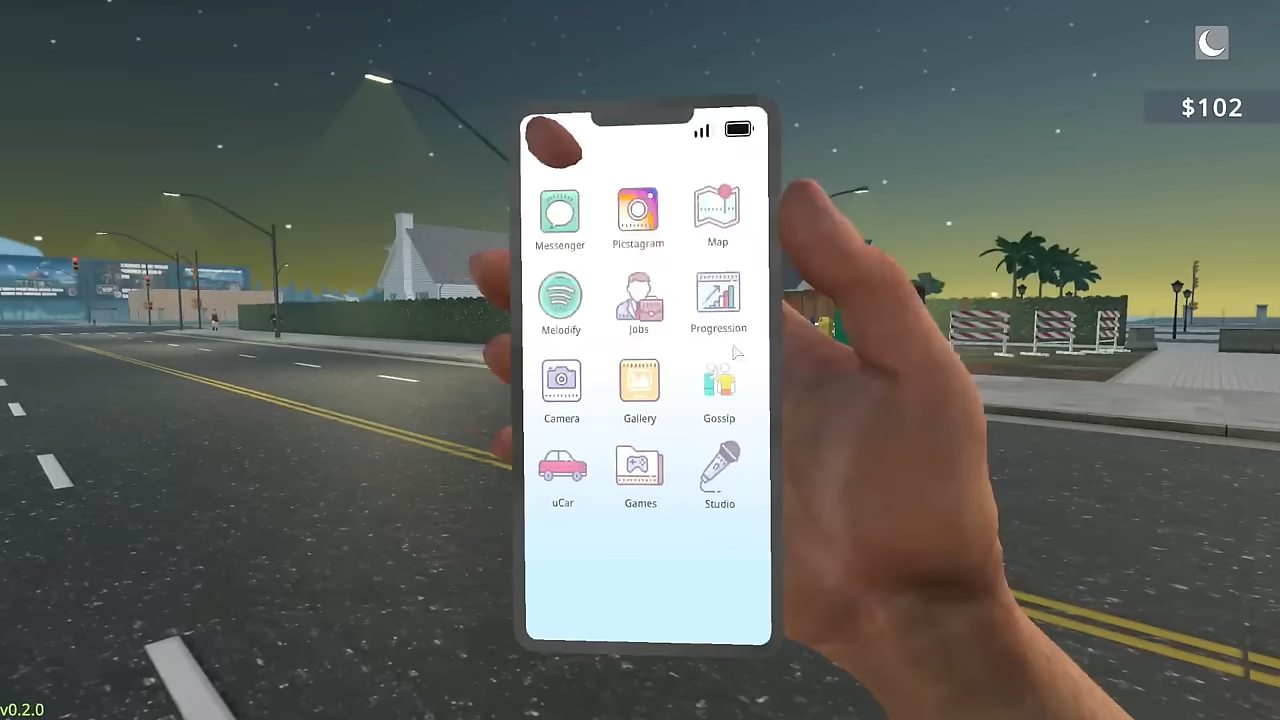 $102
Messenger
Picstagram
Map
Melodify
Jobs
Progression
Camera
Gallery
Gossip
uCar
Games
Studio
v0.2.0